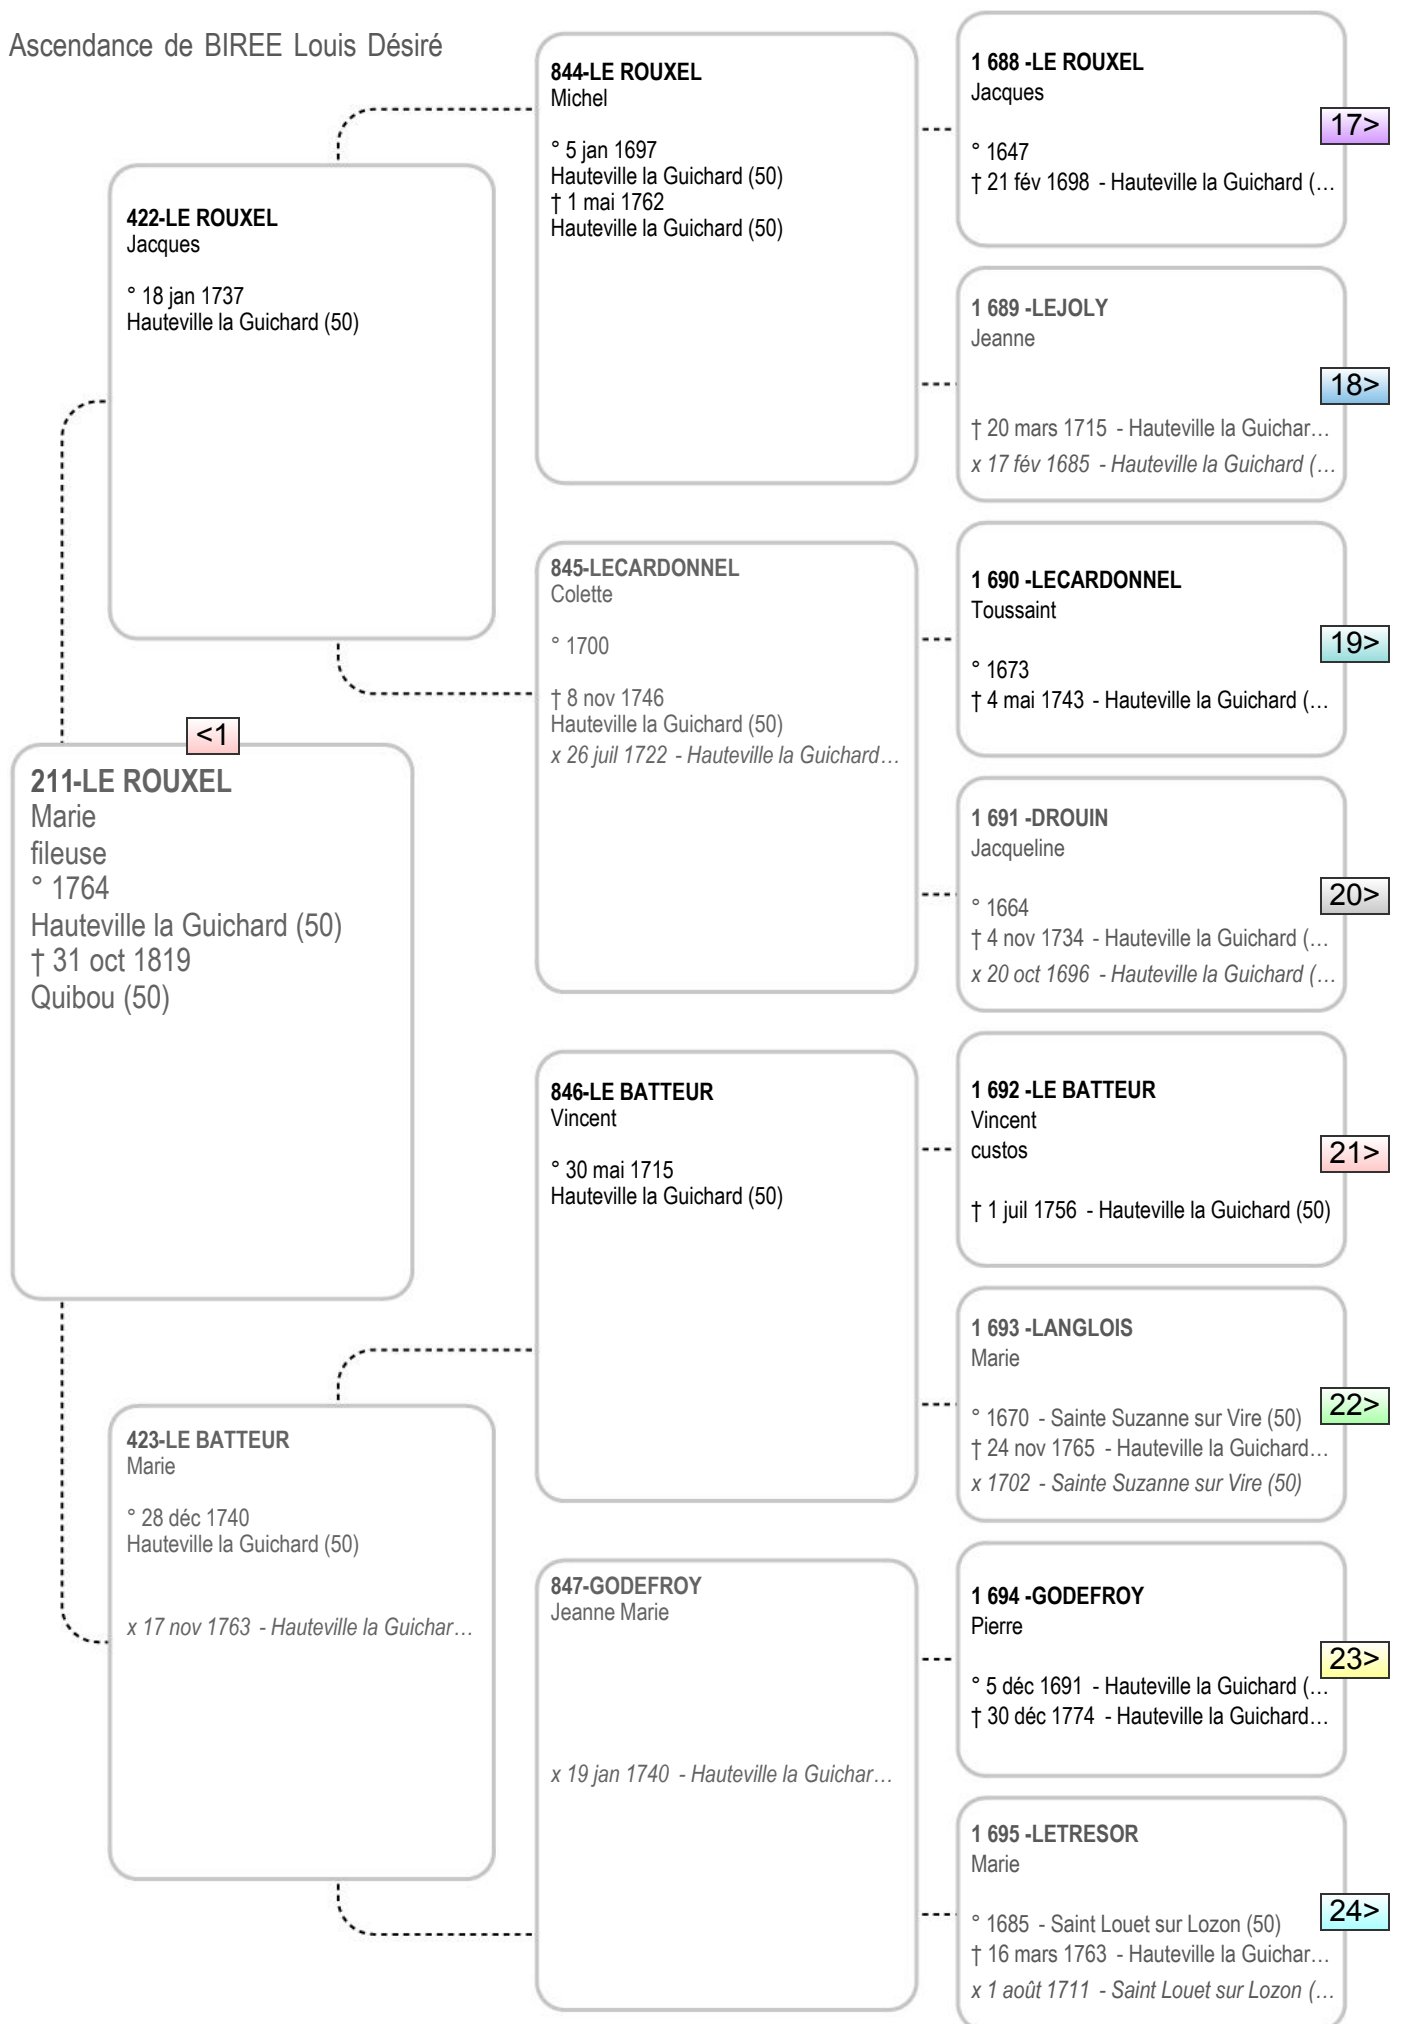 Ascendance de BIREE Louis Désiré
<1
211-LE ROUXEL
Marie
fileuse
° 1764
Hauteville la Guichard (50)
† 31 oct 1819
Quibou (50)
422-LE ROUXEL
Jacques
° 18 jan 1737
Hauteville la Guichard (50)
423-LE BATTEUR
Marie
° 28 déc 1740
Hauteville la Guichard (50)
x 17 nov 1763 - Hauteville la Guichar…
844-LE ROUXEL
Michel
° 5 jan 1697
Hauteville la Guichard (50)
† 1 mai 1762
Hauteville la Guichard (50)
845-LECARDONNEL
Colette
° 1700
† 8 nov 1746
Hauteville la Guichard (50)
x 26 juil 1722 - Hauteville la Guichard…
846-LE BATTEUR
Vincent
° 30 mai 1715
Hauteville la Guichard (50)
847-GODEFROY
Jeanne Marie
x 19 jan 1740 - Hauteville la Guichar…
1 688 -LE ROUXEL
Jacques
17>
° 1647
† 21 fév 1698 - Hauteville la Guichard (…
1 689 -LEJOLY
Jeanne
18>
† 20 mars 1715 - Hauteville la Guichar…
x 17 fév 1685 - Hauteville la Guichard (…
1 690 -LECARDONNEL
Toussaint
19>
° 1673
† 4 mai 1743 - Hauteville la Guichard (…
1 691 -DROUIN
Jacqueline
20>
° 1664
† 4 nov 1734 - Hauteville la Guichard (…
x 20 oct 1696 - Hauteville la Guichard (…
1 692 -LE BATTEUR
Vincent
custos
21>
† 1 juil 1756 - Hauteville la Guichard (50)
1 693 -LANGLOIS
Marie
22>
° 1670 - Sainte Suzanne sur Vire (50)
† 24 nov 1765 - Hauteville la Guichard…
x 1702 - Sainte Suzanne sur Vire (50)
1 694 -GODEFROY
Pierre
23>
° 5 déc 1691 - Hauteville la Guichard (…
† 30 déc 1774 - Hauteville la Guichard…
1 695 -LETRESOR
Marie
24>
° 1685 - Saint Louet sur Lozon (50)
† 16 mars 1763 - Hauteville la Guichar…
x 1 août 1711 - Saint Louet sur Lozon (…